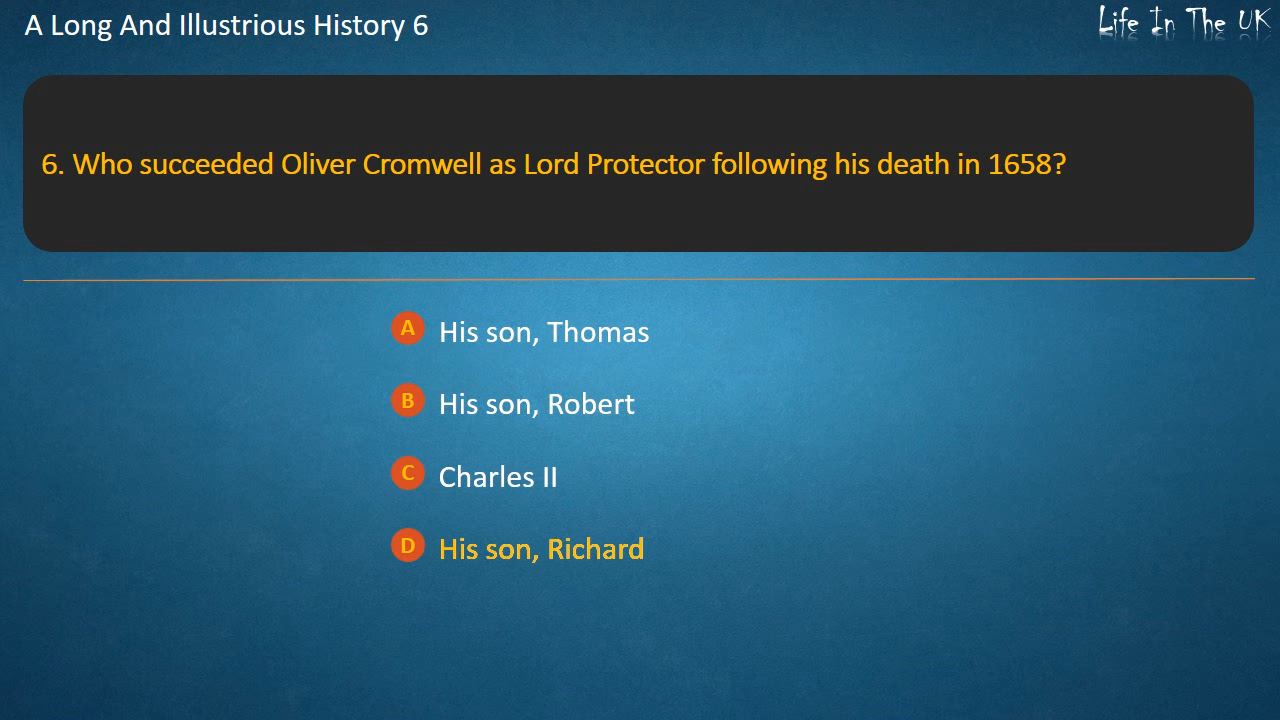 A Long And Illustrious History 6
Life In The UK
6. Who succeeded Oliver Cromwell as Lord Protector following his death in 1658?
A His son, Thomas
B His son, Robert
C Charles II
D His son, Richard